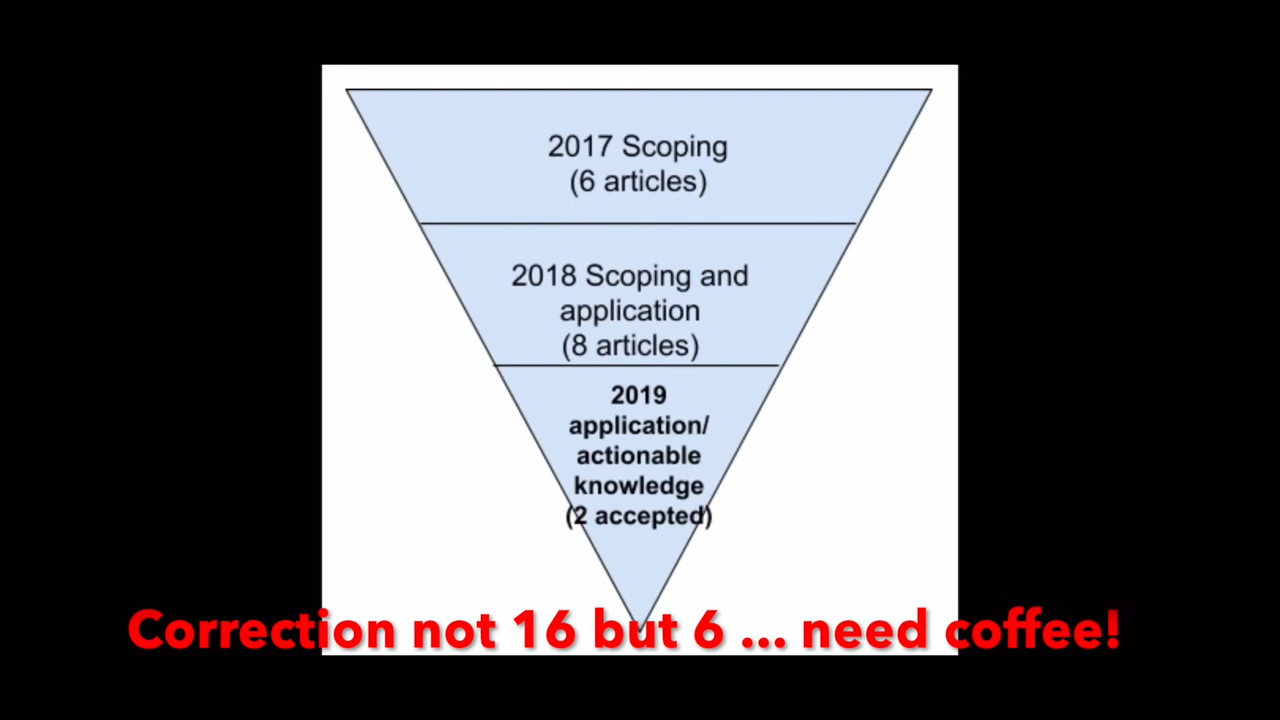 2017 Scoping
(6 articles)
2018 Scoping and
application
(8 articles)
2019
application/
actionable
knowledge
(2 accepted)
Correction not 16 but 6 ... need coffee!